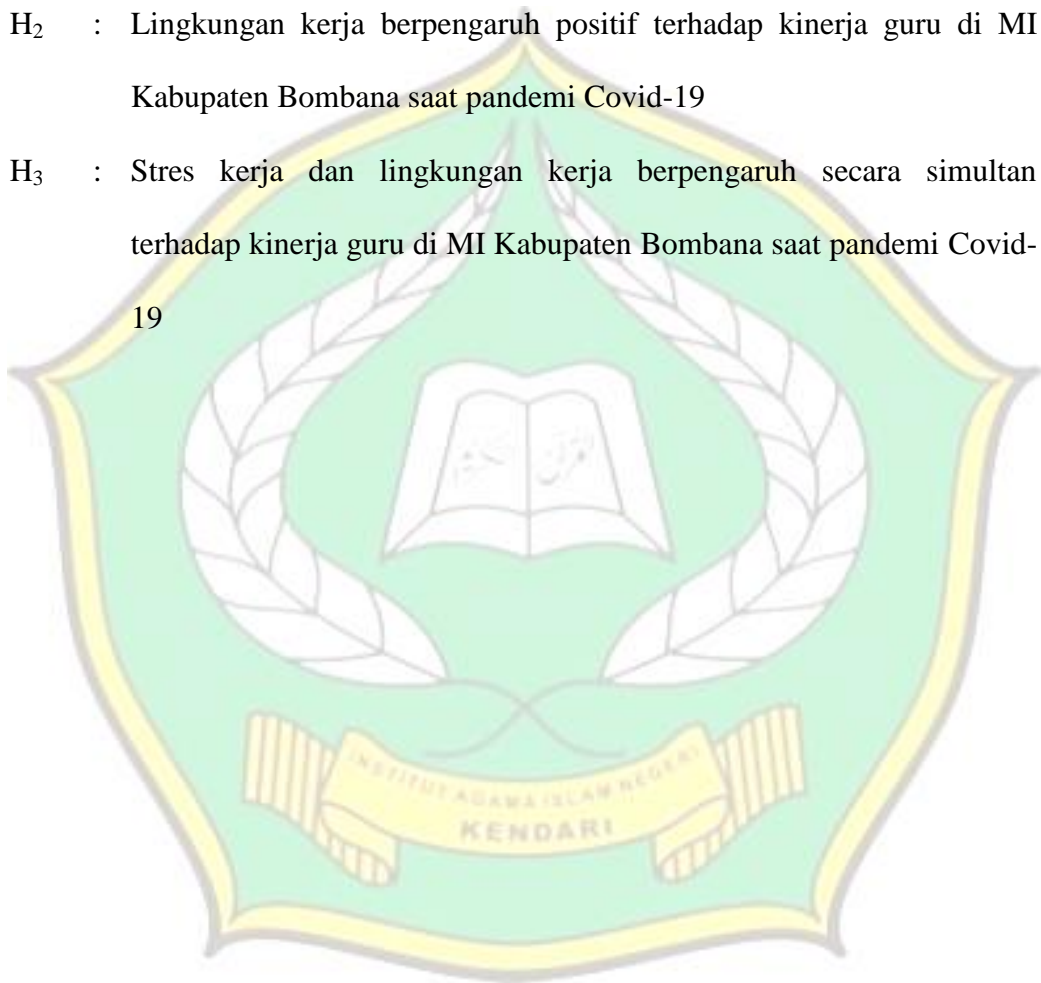 H₂ : Lingkungan kerja berpengaruh positif terhadap kinerja guru di MI
Kabupaten Bombana saat pandemi Covid-19
H₃ : Stres kerja dan lingkungan kerja berpengaruh secara simultan
terhadap kinerja guru di MI Kabupaten Bombana saat pandemi Covid-
19
INSTITUT AGAMA ISLAM NEGERI
KENDARI